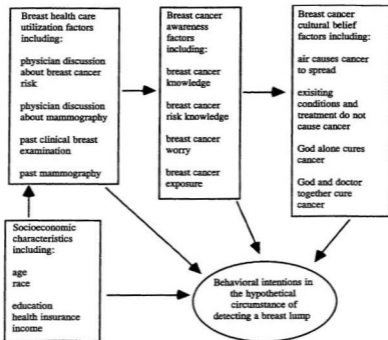 Breast health care
utilization factors
including:
physician discussion
about breast cancer
risk
physician discussion
about mammography
past clinical breast
examination
past mammography
Breast cancer
awareness
factors
including:
breast cancer
knowledge
breast cancer
risk knowledge
breast cancer
worry
breast cancer
exposure
Breast cancer
cultural belief
factors including:
air causes cancer
to spread
exisiting
conditions and
treatment do not
cause cancer
God alone cures
cancer
God and doctor
together cure
cancer
Socioeconomic
characteristics
including:
age
race
education
health insurance
income
Behavioral intentions
in the hypothetical
circumstance of
detecting a breast lump